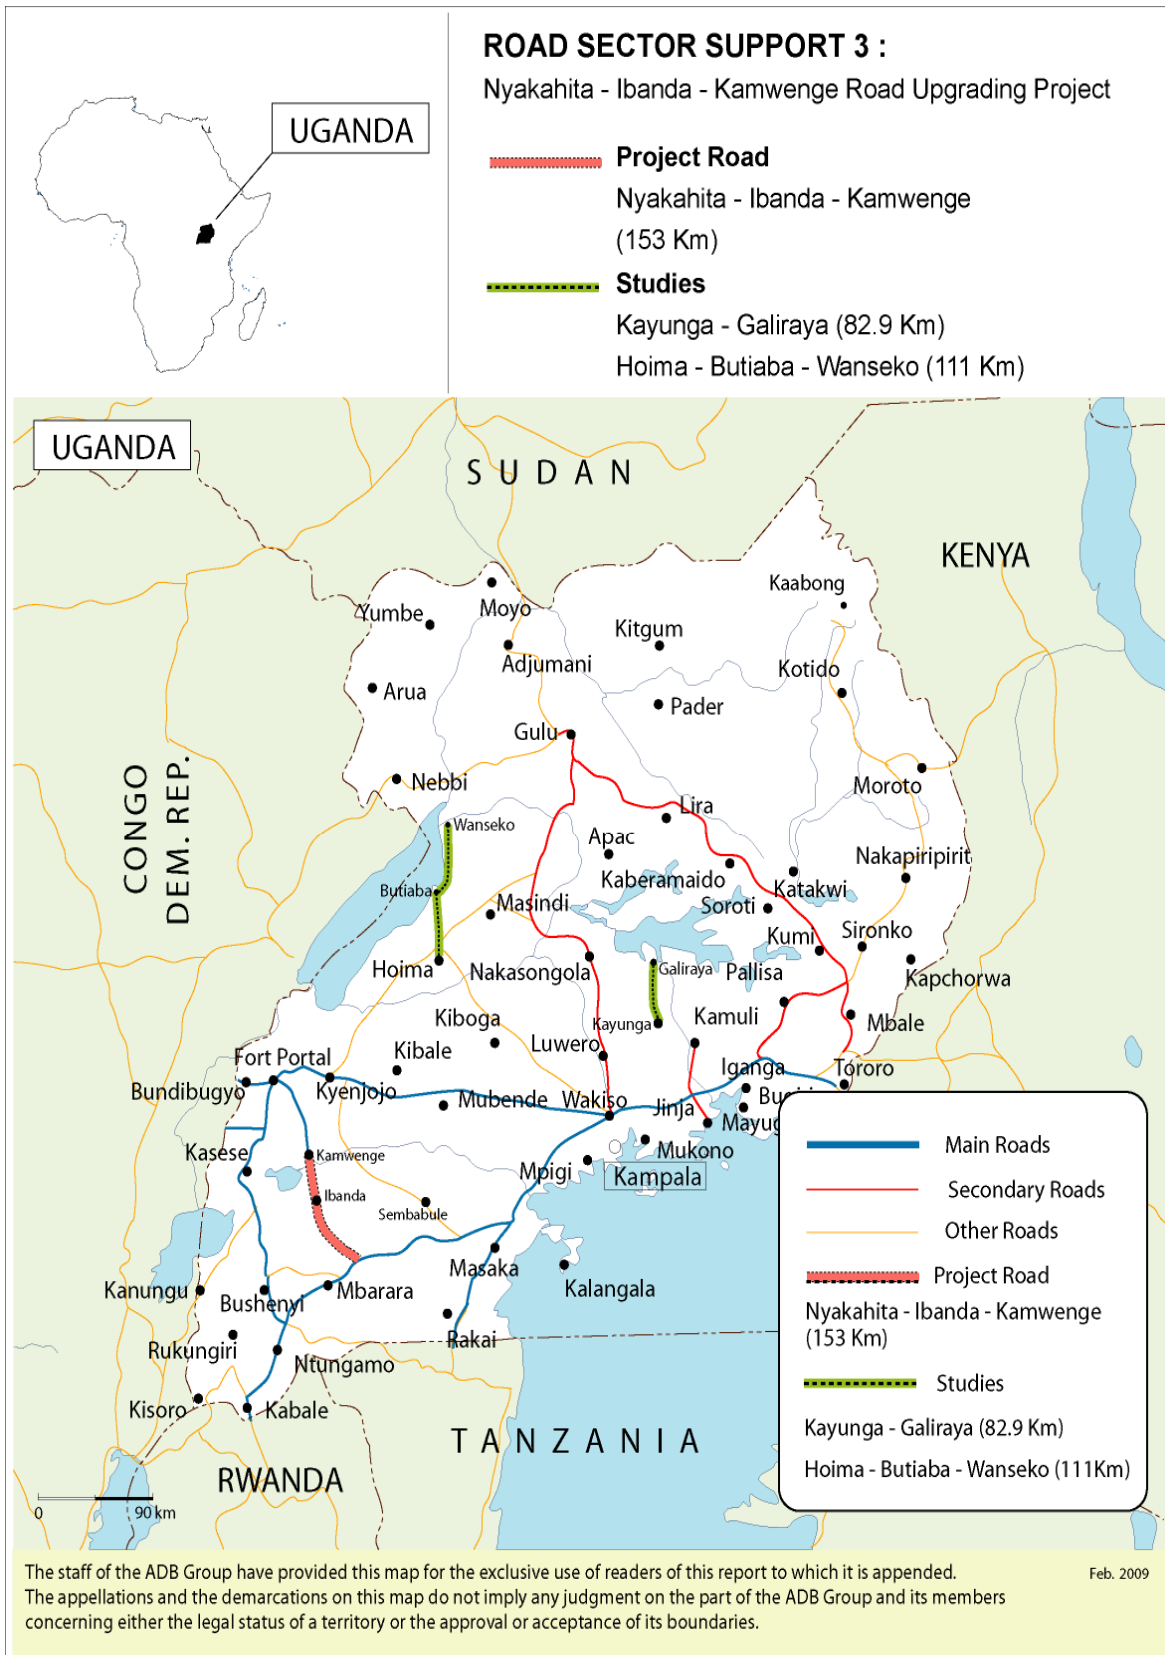 ROAD SECTOR SUPPORT 3 :
Nyakahita - Ibanda - Kamwenge Road Upgrading Project
UGANDA
Project Road
Nyakahita - Ibanda - Kamwenge
(153 Km)
Studies
Kayunga - Galiraya (82.9 Km)
Hoima - Butiaba - Wanseko (111 Km)
UGANDA
SUDAN
KENYA
Kaabong
Moyo
Yumbe
Kitgum
Adjumani
Kotido
Arua
Pader
Gulu
CONGO
DEM. REP.
Nebbi
Moroto
Lira
Wanseko
Apac
Nakapiripirit
Kaberamaido
Katakwi
Butiaba
Masindi
Soroti
Kumi
Sironko
Hoima
Nakasongola
Galiraya
Pallisa
Kapchorwa
Kiboga
Kayunga
Kamuli
Mbale
Luwero
Fort Portal
Kibale
Iganga
Tororo
Bundibugyo
Kyenjojo
Mubende
Wakiso
Jinja
Kasese
Kamwenge
Mukono
Mpigi
Kampala
Ibanda
Sembabule
Masaka
Kalangala
Kanungu
Bushenyi
Mbarara
Rukungiri
Rakai
Ntungamo
Kisoro
Kabale
TANZANIA
RWANDA
0 90 km
Main Roads
Secondary Roads
Other Roads
Project Road
Nyakahita - Ibanda - Kamwenge
(153 Km)
Studies
Kayunga - Galiraya (82.9 Km)
Hoima - Butiaba - Wanseko (111Km)
The staff of the ADB Group have provided this map for the exclusive use of readers of this report to which it is appended.
Feb. 2009
The appellations and the demarcations on this map do not imply any judgment on the part of the ADB Group and its members
concerning either the legal status of a territory or the approval or acceptance of its boundaries.